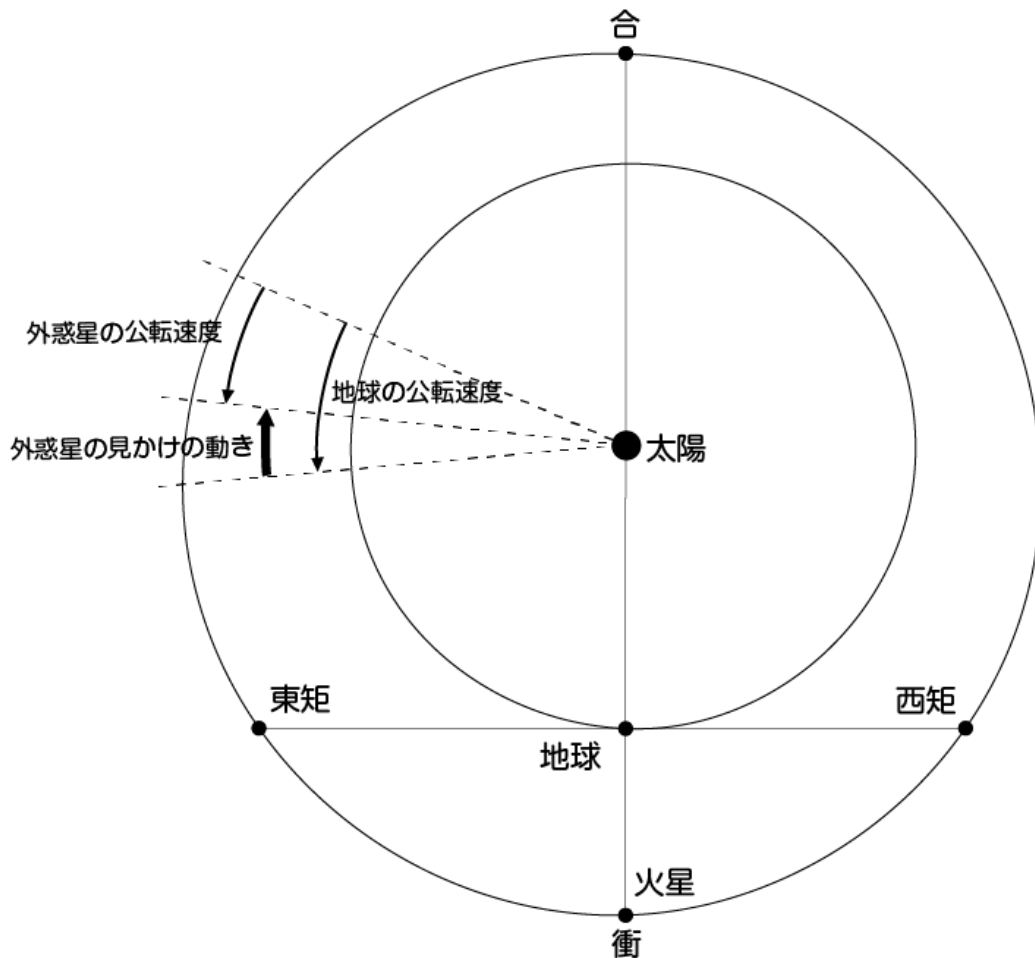 合
外惑星の公転速度
地球の公転速度
外惑星の見かけの動き
太陽
東矩
西矩
地球
火星
衝